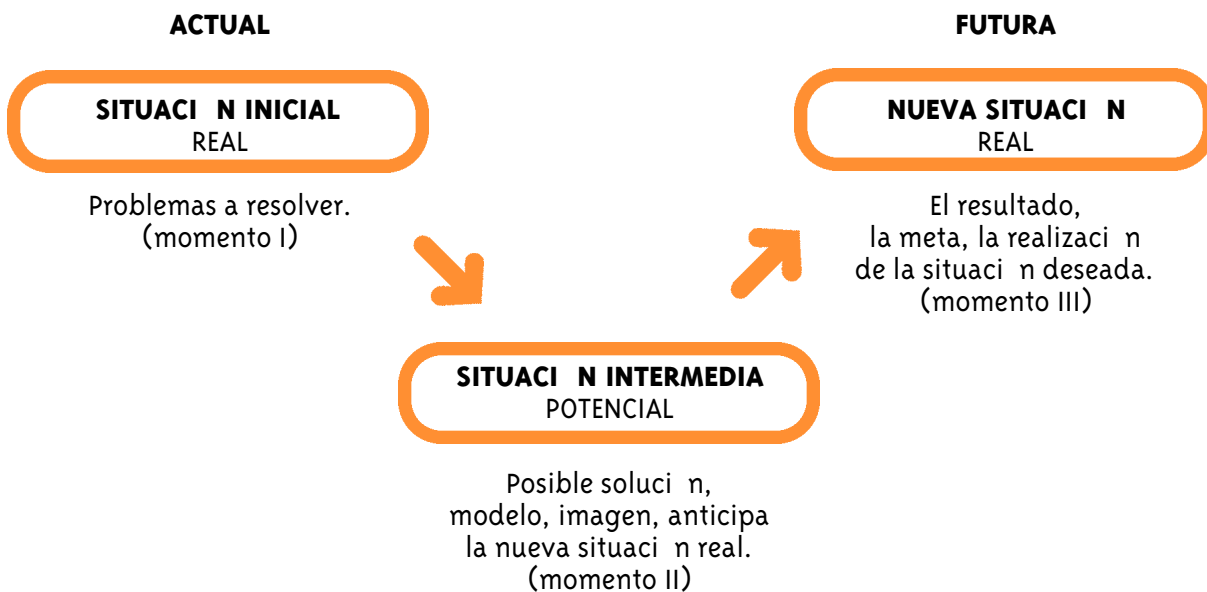 ACTUAL
FUTURA
SITUACI N INICIAL
REAL
NUEVA SITUACI N
REAL
Problemas a resolver.
(momento I)
El resultado,
la meta, la realizaci n
de la situaci n deseada.
(momento III)
SITUACI N INTERMEDIA
POTENCIAL
Posible soluci n,
modelo, imagen, anticipa
la nueva situaci n real.
(momento II)